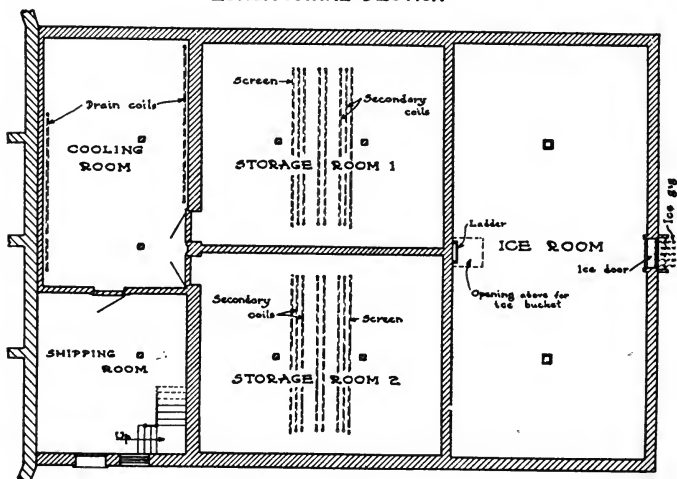 Drain coils
COOLING
ROOM
Screen
Secondary
coils
STORAGE ROOM 1
Ladder
ICE ROOM
Opening above for
ice bucket
Ice door
Ice
Secondary
coils
Screen
STORAGE ROOM 2
SHIPPING
ROOM
Up